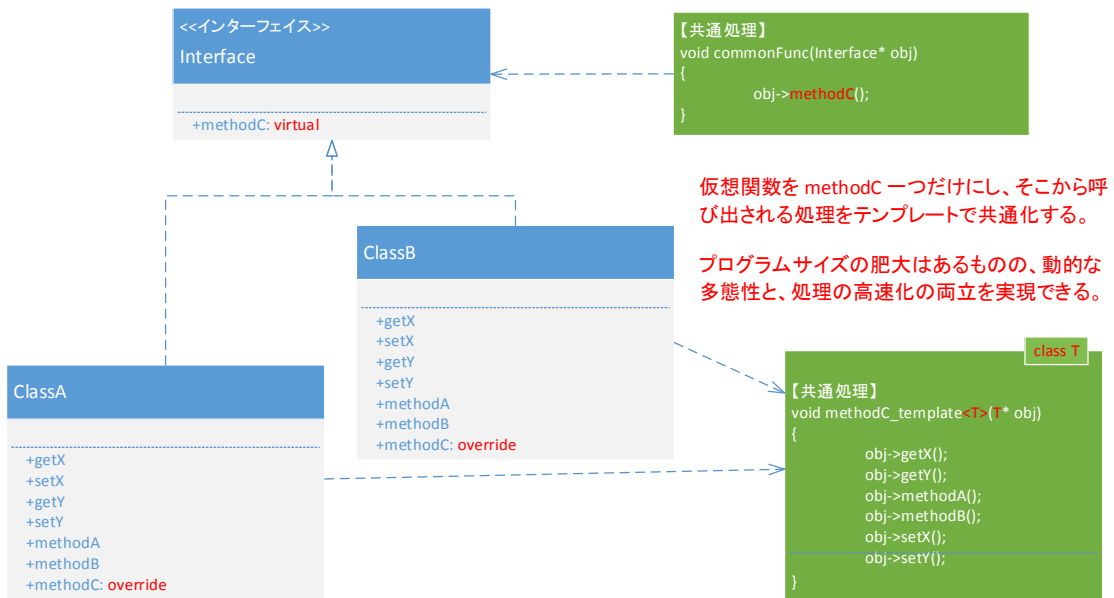 <<インターフェイス>>
Interface
+methodC: virtual
【共通処理】
void commonFunc(Interface* obj)
{
obj->methodC();
}
仮想関数を methodC 一つだけにし、そこから呼
び出される処理をテンプレートで共通化する。
プログラムサイズの肥大はあるものの、動的な
多態性と、処理の高速化の両立を実現できる。
ClassB
+getX
+setX
+getY
+setY
+methodA
+methodB
+methodC: override
ClassA
+getX
+setX
+getY
+setY
+methodA
+methodB
+methodC: override
class T
【共通処理】
void methodC_template<T>(T* obj)
{
obj->getX();
obj->getY();
obj->methodA();
obj->methodB();
obj->setX();
obj->setY();
}